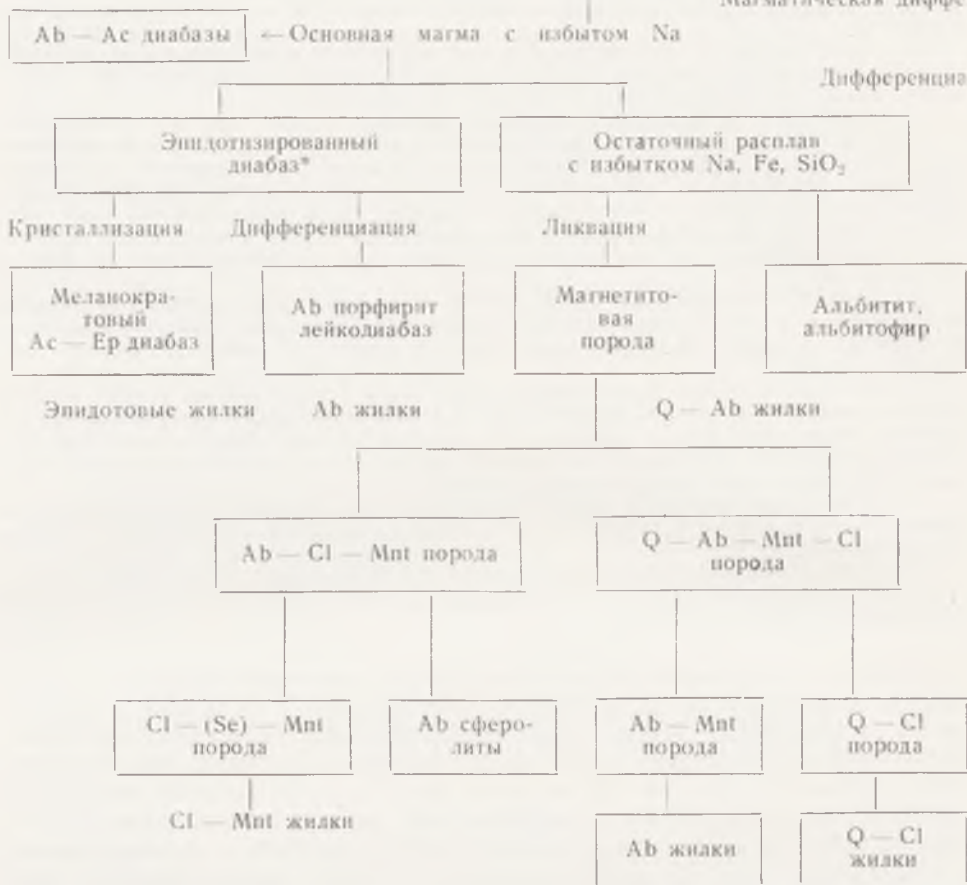 Магматическая диффе
Ab — Ac диабазы ← Основная магма с избытом Na
Дифференциа
Эпидотизированный
диабаз*
Остаточный расплав
с избытком Na, Fe, SiO₂
Кристаллизация Дифференциация Ликвация
Меланокра-
товый
Ac — Ep диабаз
Ab порфирит
лейкодиабаз
Магнетито-
вая
порода
Альбитит,
альбитофир
Эпидотовые жилки Ab жилки Q — Ab жилки
Ab — Cl — Mnt порода
Q — Ab — Mnt — Cl
порода
Cl — (Se) — Mnt
порода
Ab сферо-
литы
Ab — Mnt
порода
Q — Cl
порода
Cl — Mnt жилки
Ab жилки
Q — Cl
жилки